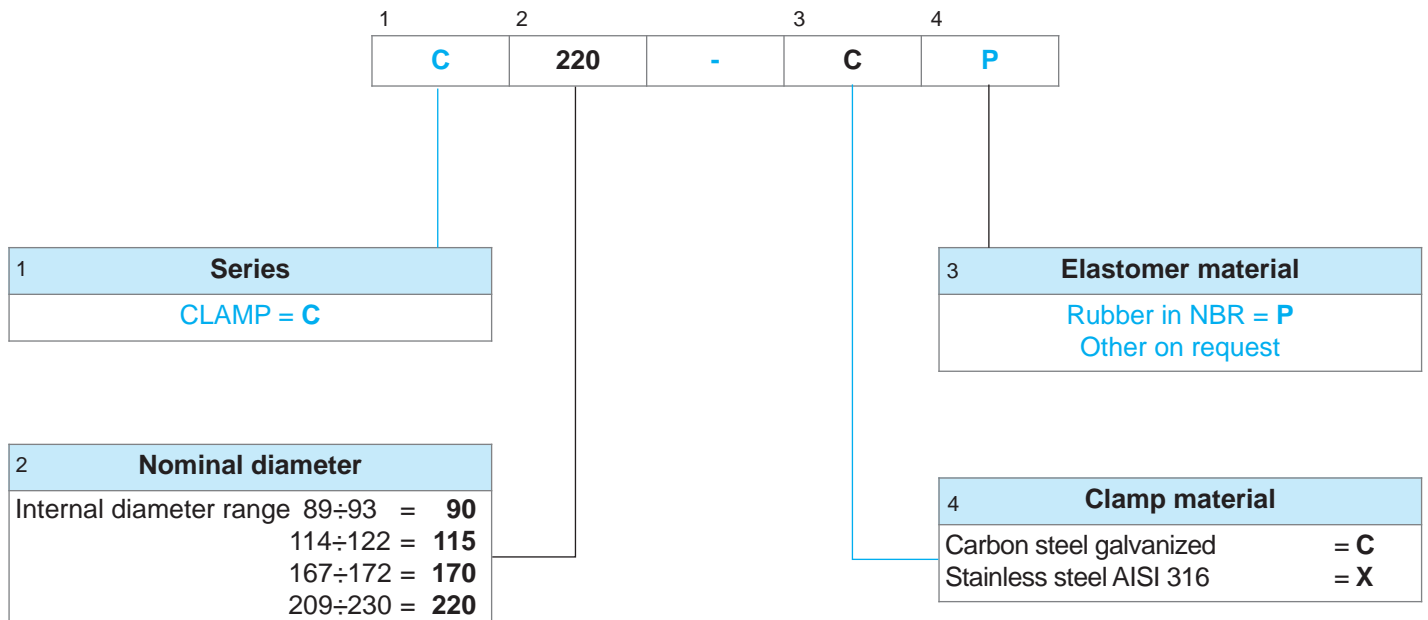 1 2 3 4
C 220 - C P
1 Series
CLAMP = C
3 Elastomer material
Rubber in NBR = P
Other on request
2 Nominal diameter
Internal diameter range 89÷93 = 90
114÷122 = 115
167÷172 = 170
209÷230 = 220
4 Clamp material
Carbon steel galvanized = C
Stainless steel AISI 316 = X